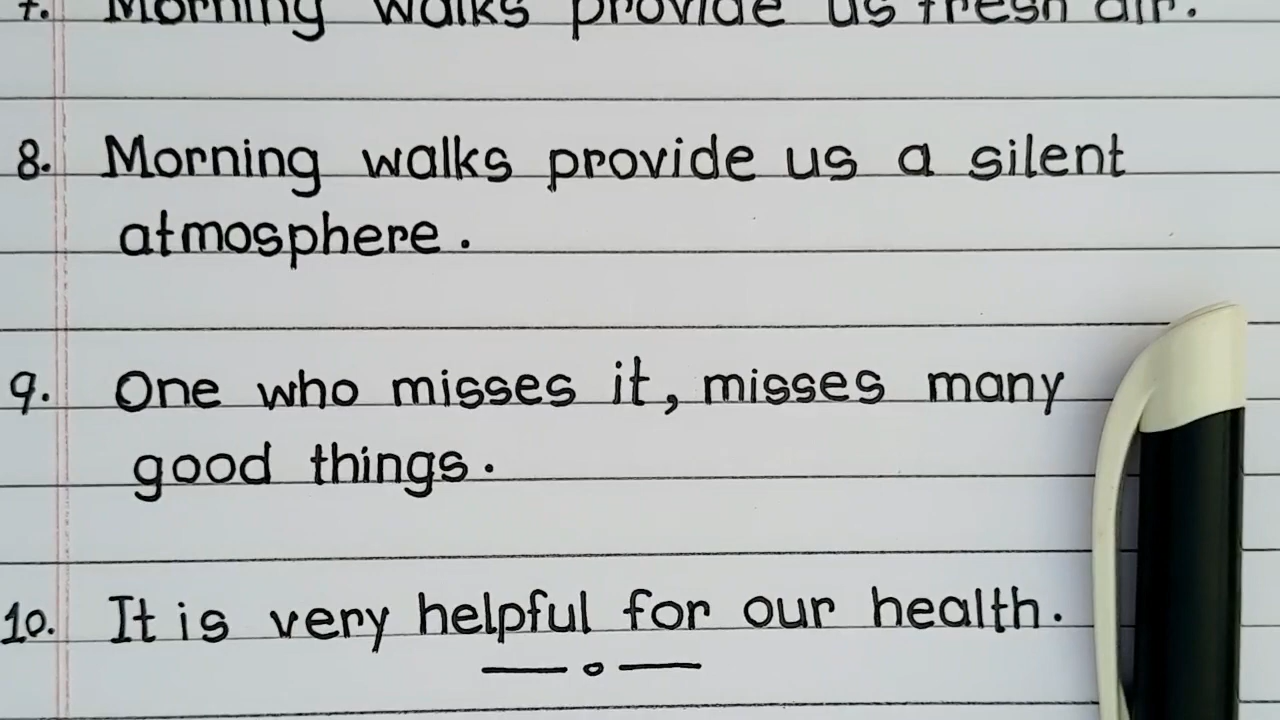 7. Morning walks provide us fresh air.
8. Morning walks provide us a silent
atmosphere.
9. One who misses it, misses many
good things.
10. It is very helpful for our health.